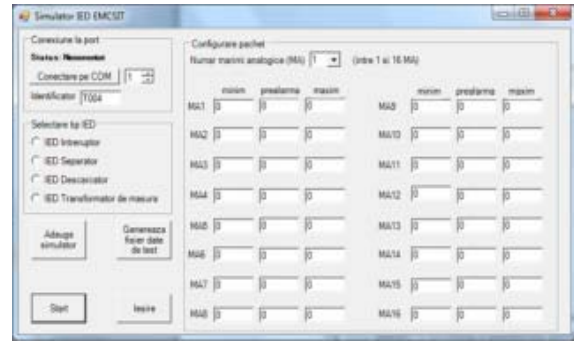 Simulator IED EMCSIT
Conexiune la port
Status: Neconectat
Conectare pe COM 1
Identificator T004
Selectare tip IED
IED Intreruptor
IED Separator
IED Descarcator
IED Transformator de masura
Adauga simulator
Genereaza fisier date de test
Start
Iesire
Configurare pachet
Numar marimi analogice (MA) 1 (intre 1 si 16 MA)
minim prealarma maxim
MA1 0 0 0
MA2 0 0 0
MA3 0 0 0
MA4 0 0 0
MA5 0 0 0
MA6 0 0 0
MA7 0 0 0
MA8 0 0 0
minim prealarma maxim
MA9 0 0 0
MA10 0 0 0
MA11 0 0 0
MA12 0 0 0
MA13 0 0 0
MA14 0 0 0
MA15 0 0 0
MA16 0 0 0